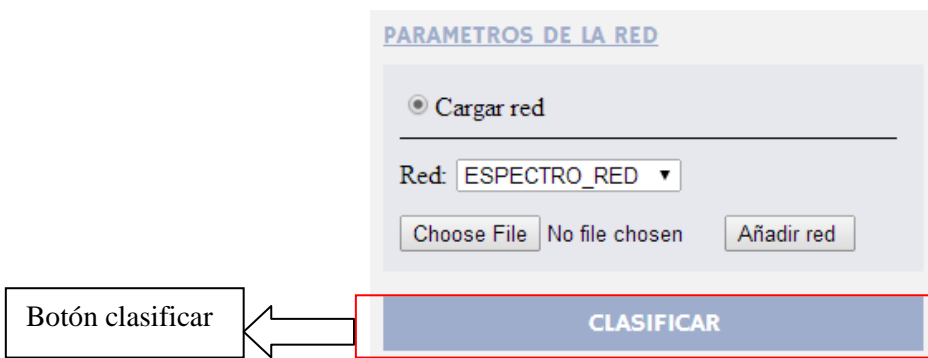 PARAMETROS DE LA RED
Cargar red
Red: ESPECTRO_RED
Choose File No file chosen Añadir red
Botón clasificar
CLASIFICAR